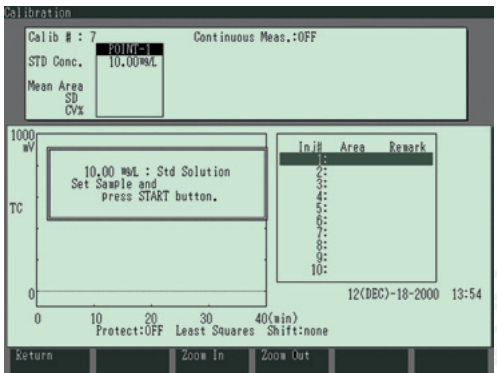 Calibration
Calib # : 7 Continuous Meas.:OFF
POINT-1
STD Conc. 10.00mg/L
Mean Area
SD
CV%
1000
mV
Inj# Area Remark
1:
10.00 mg/L : Std Solution
2:
Set Sample and
3:
press START button.
4:
TC
5:
6:
7:
8:
9:
10:
0
12(DEC)-18-2000 13:54
0 10 20 30 40(min)
Protect:OFF Least Squares Shift:none
Return Zoom In Zoom Out